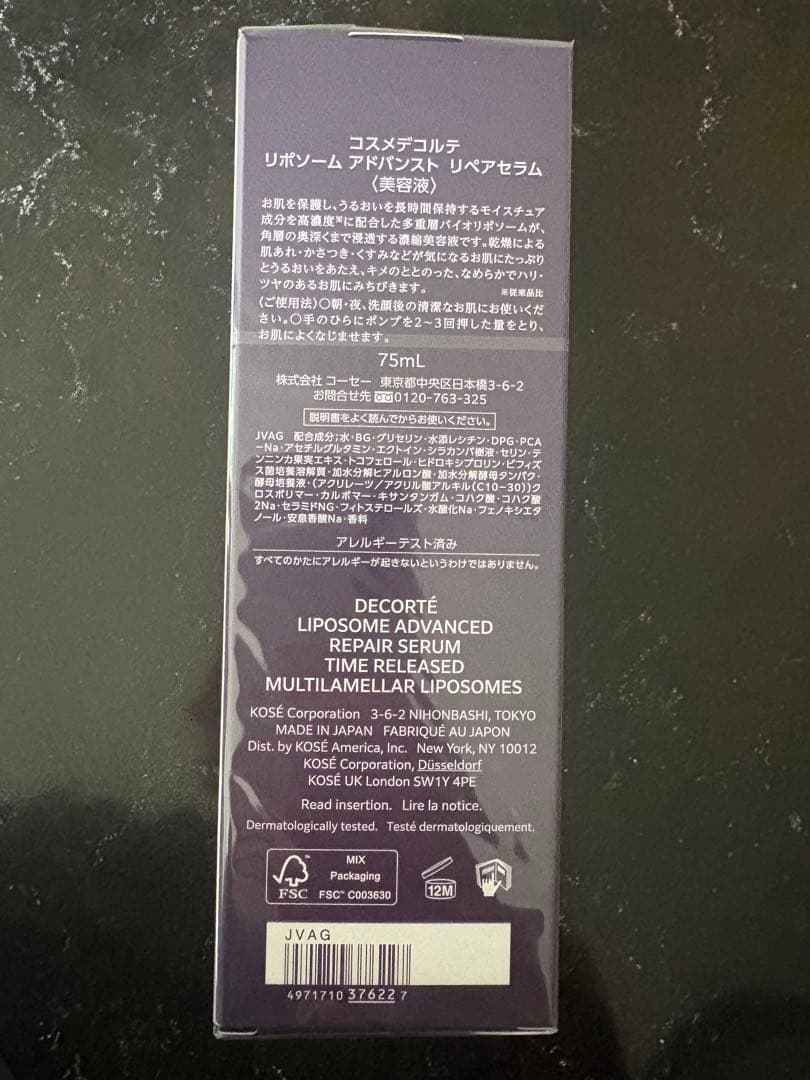 コスメデコルテ
リポソーム アドバンスト リペアセラム
〈美容液〉
お肌を保護し、うるおいを長時間保持するモイスチュア
成分を高濃度※に配合した多重層バイオリポソームが、
角層の奥深くまで浸透する濃縮美容液です。乾燥による
肌あれ・かさつき・くすみなどが気になるお肌にたっぷり
とうるおいをあたえ、キメのととのった、なめらかでハリ・
ツヤのあるお肌にみちびきます。 ※従来品比
〈ご使用法〉○朝・夜、洗顔後の清潔なお肌にお使いくだ
さい。○手のひらにポンプを2～3回押した量をとり、
お肌によくなじませます。
75mL
株式会社 コーセー 東京都中央区日本橋3-6-2
お問合せ先 0120-763-325
説明書をよく読んでからお使いください。
JVAG 配合成分；水・BG・グリセリン・水添レシチン・DPG・PCA
-Na・アセチルグルタミン・エクトイン・シラカンバ樹液・セリン・テ
ンニンカ果実エキス・トコフェロール・ヒドロキシプロリン・ビフィズ
ス菌培養溶解質・加水分解ヒアルロン酸・加水分解酵母タンパク・
酵母培養液・(アクリレーツ/アクリル酸アルキル(C10-30))ク
ロスポリマー・カルボマー・キサンタンガム・コハク酸・コハク酸
2Na・セラミドNG・フィトステロールズ・水酸化Na・フェノキシエタ
ノール・安息香酸Na・香料
アレルギーテスト済み
すべてのかたにアレルギーが起きないというわけではありません。
DECORTÉ
LIPOSOME ADVANCED
REPAIR SERUM
TIME RELEASED
MULTILAMELLAR LIPOSOMES
KOSÉ Corporation 3-6-2 NIHONBASHI, TOKYO
MADE IN JAPAN FABRIQUÉ AU JAPON
Dist. by KOSÉ America, Inc. New York, NY 10012
KOSÉ Corporation, Düsseldorf
KOSÉ UK London SW1Y 4PE
Read insertion. Lire la notice.
Dermatologically tested. Testé dermatologiquement.
FSC™
MIX
Packaging
FSC™ C003630
12M
JVAG
4971710 37622 7